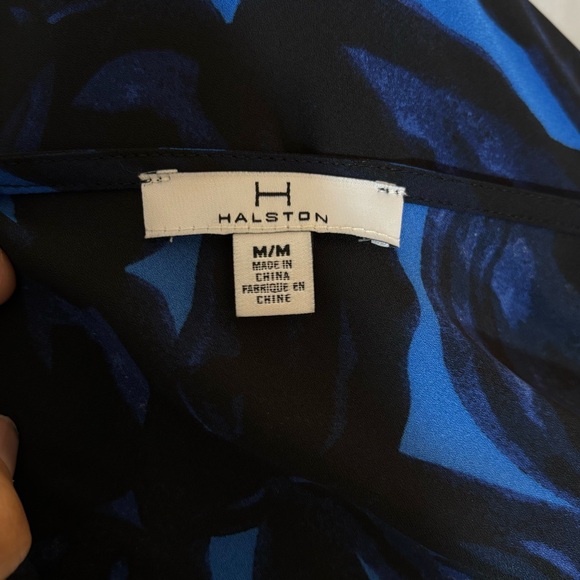 H
HALSTON
M/M
MADE IN
CHINA
FABRIQUE EN
CHINE